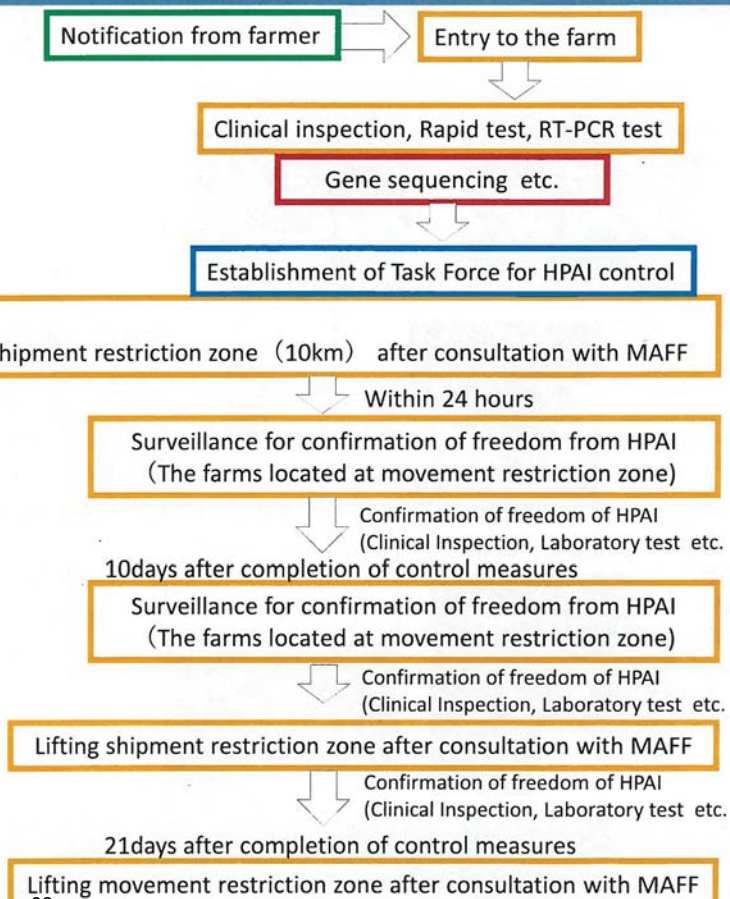 Notification from farmer
Entry to the farm
Clinical inspection, Rapid test, RT-PCR test
Gene sequencing etc.
Establishment of Task Force for HPAI control
shipment restriction zone（10km） after consultation with MAFF
Within 24 hours
Surveillance for confirmation of freedom from HPAI
（The farms located at movement restriction zone)
Confirmation of freedom of HPAI
(Clinical Inspection, Laboratory test etc.
10days after completion of control measures
Surveillance for confirmation of freedom from HPAI
（The farms located at movement restriction zone)
Confirmation of freedom of HPAI
(Clinical Inspection, Laboratory test etc.
Lifting shipment restriction zone after consultation with MAFF
Confirmation of freedom of HPAI
(Clinical Inspection, Laboratory test etc.
21days after completion of control measures
Lifting movement restriction zone after consultation with MAFF